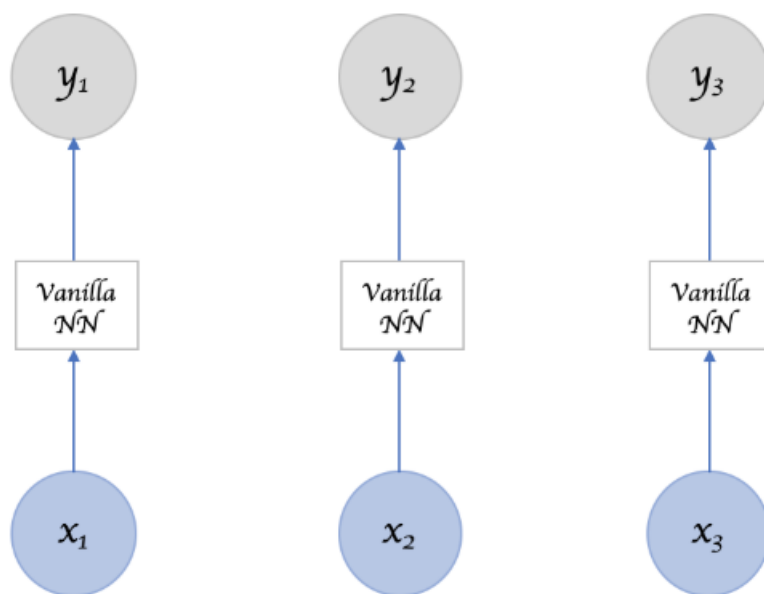 y₁ y₂ y₃
Vanilla Vanilla Vanilla
NN NN NN
x₁ x₂ x₃